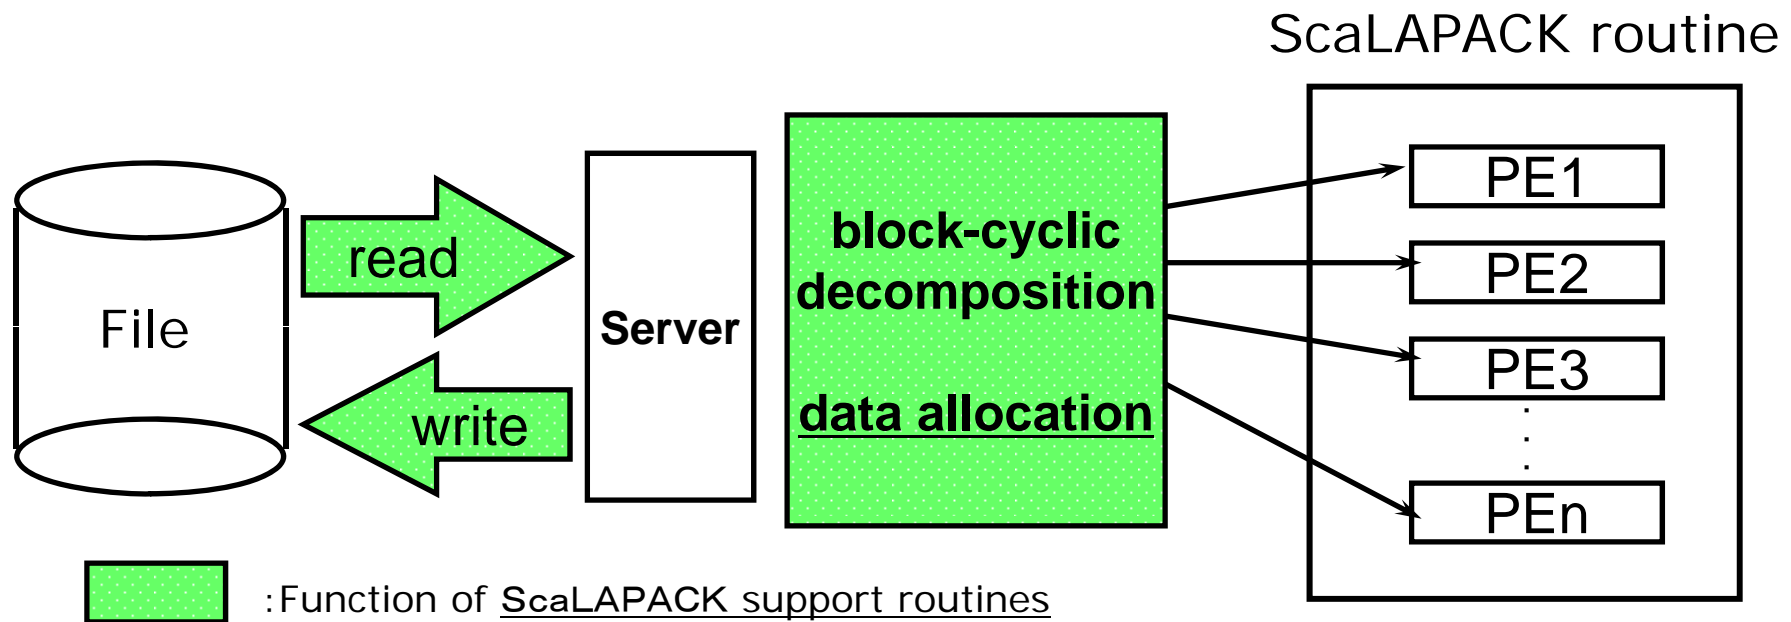 ScaLAPACK routine
File
read
write
Server
block-cyclic
decomposition
data allocation
PE1
PE2
PE3
.
.
.
PEn
:Function of ScaLAPACK support routines